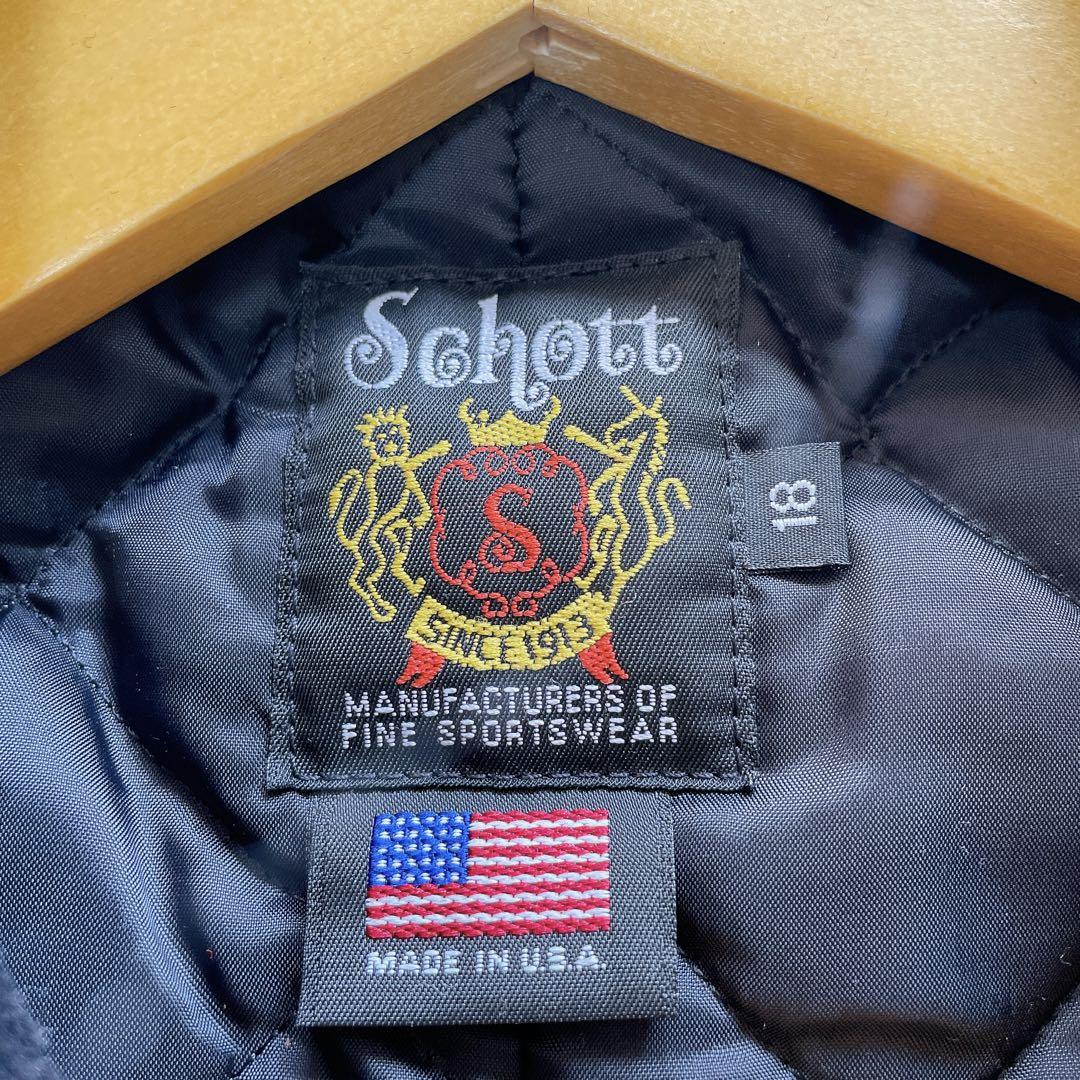 Schott
S
SINCE 1913
MANUFACTURERS OF
FINE SPORTSWEAR
18
MADE IN U.S.A.